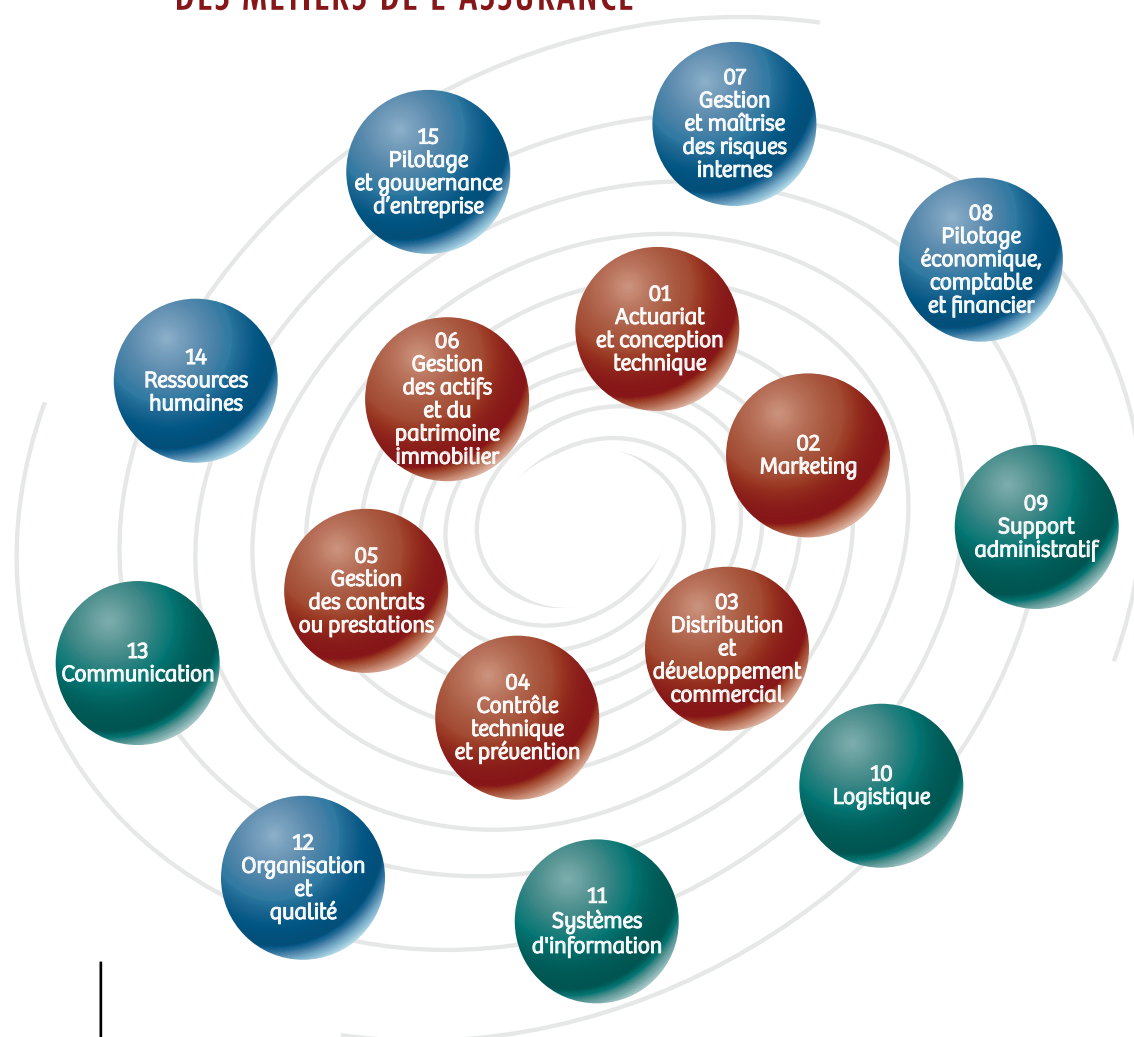 DES MÉTIERS DE L'ASSURANCE
01
Actuariat
et conception
technique
02
Marketing
03
Distribution
et
développement
commercial
04
Contrôle
technique
et prévention
05
Gestion
des contrats
ou prestations
06
Gestion
des actifs
et du
patrimoine
immobilier
07
Gestion
et maîtrise
des risques
internes
08
Pilotage
économique,
comptable
et financier
09
Support
administratif
10
Logistique
11
Systèmes
d'information
12
Organisation
et
qualité
13
Communication
14
Ressources
humaines
15
Pilotage
et gouvernance
d'entreprise